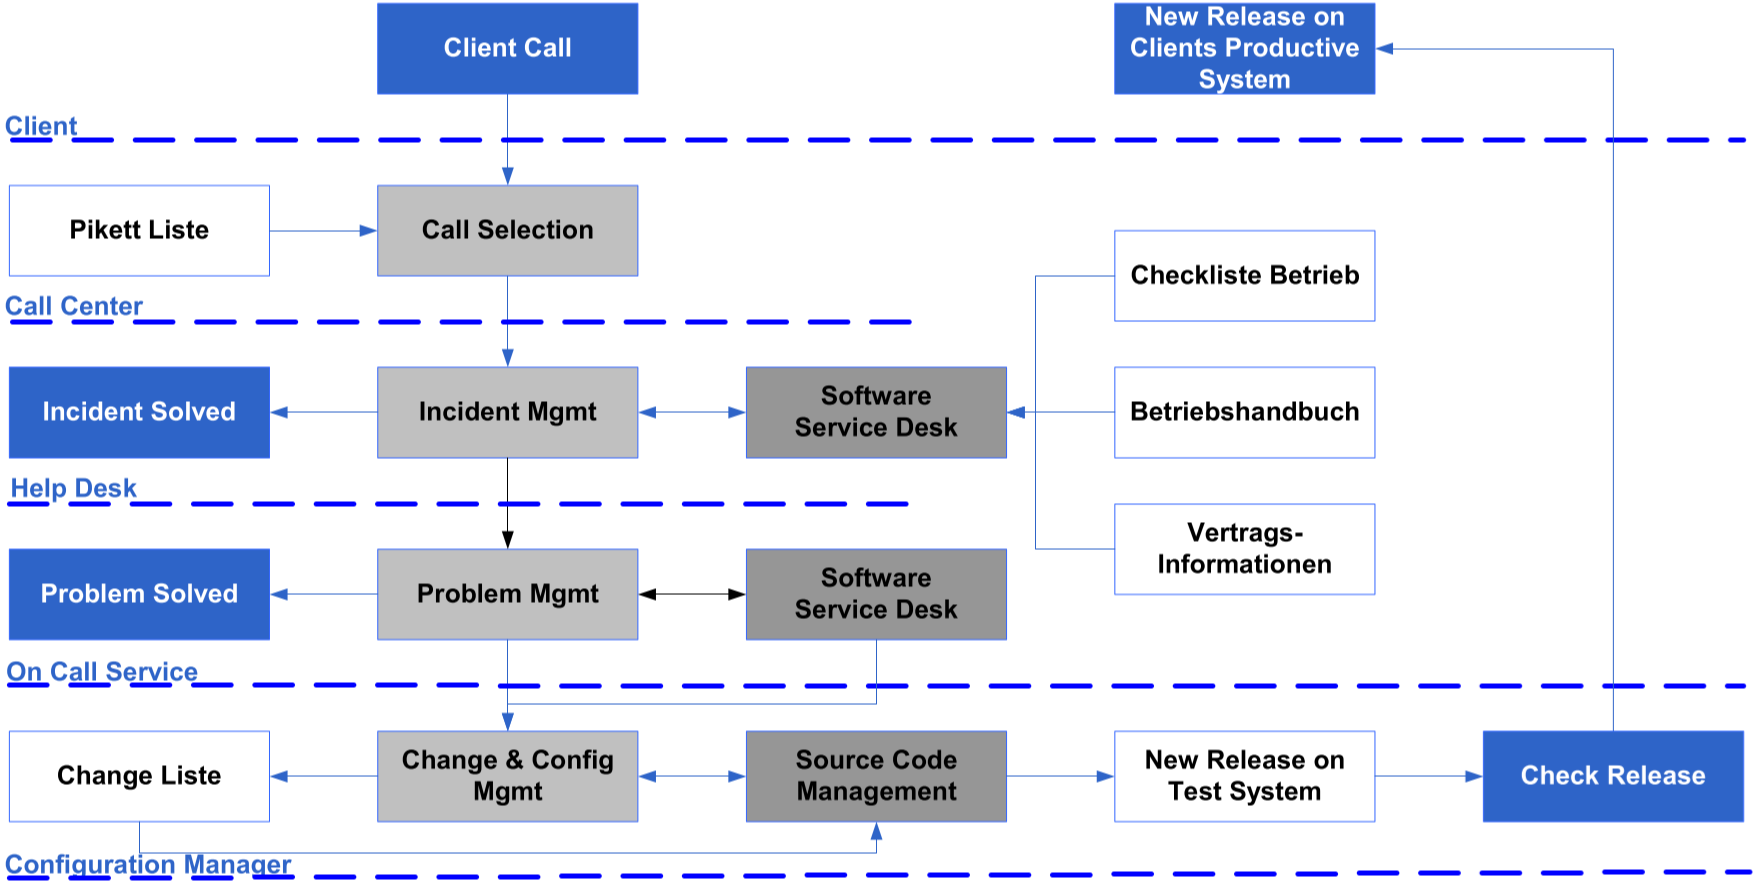 Client Call
New Release on
Clients Productive
System
Client
Pikett Liste
Call Selection
Checkliste Betrieb
Call Center
Incident Solved
Incident Mgmt
Software
Service Desk
Betriebshandbuch
Help Desk
Vertrags-
Informationen
Problem Solved
Problem Mgmt
Software
Service Desk
On Call Service
Change Liste
Change & Config
Mgmt
Source Code
Management
New Release on
Test System
Check Release
Configuration Manager